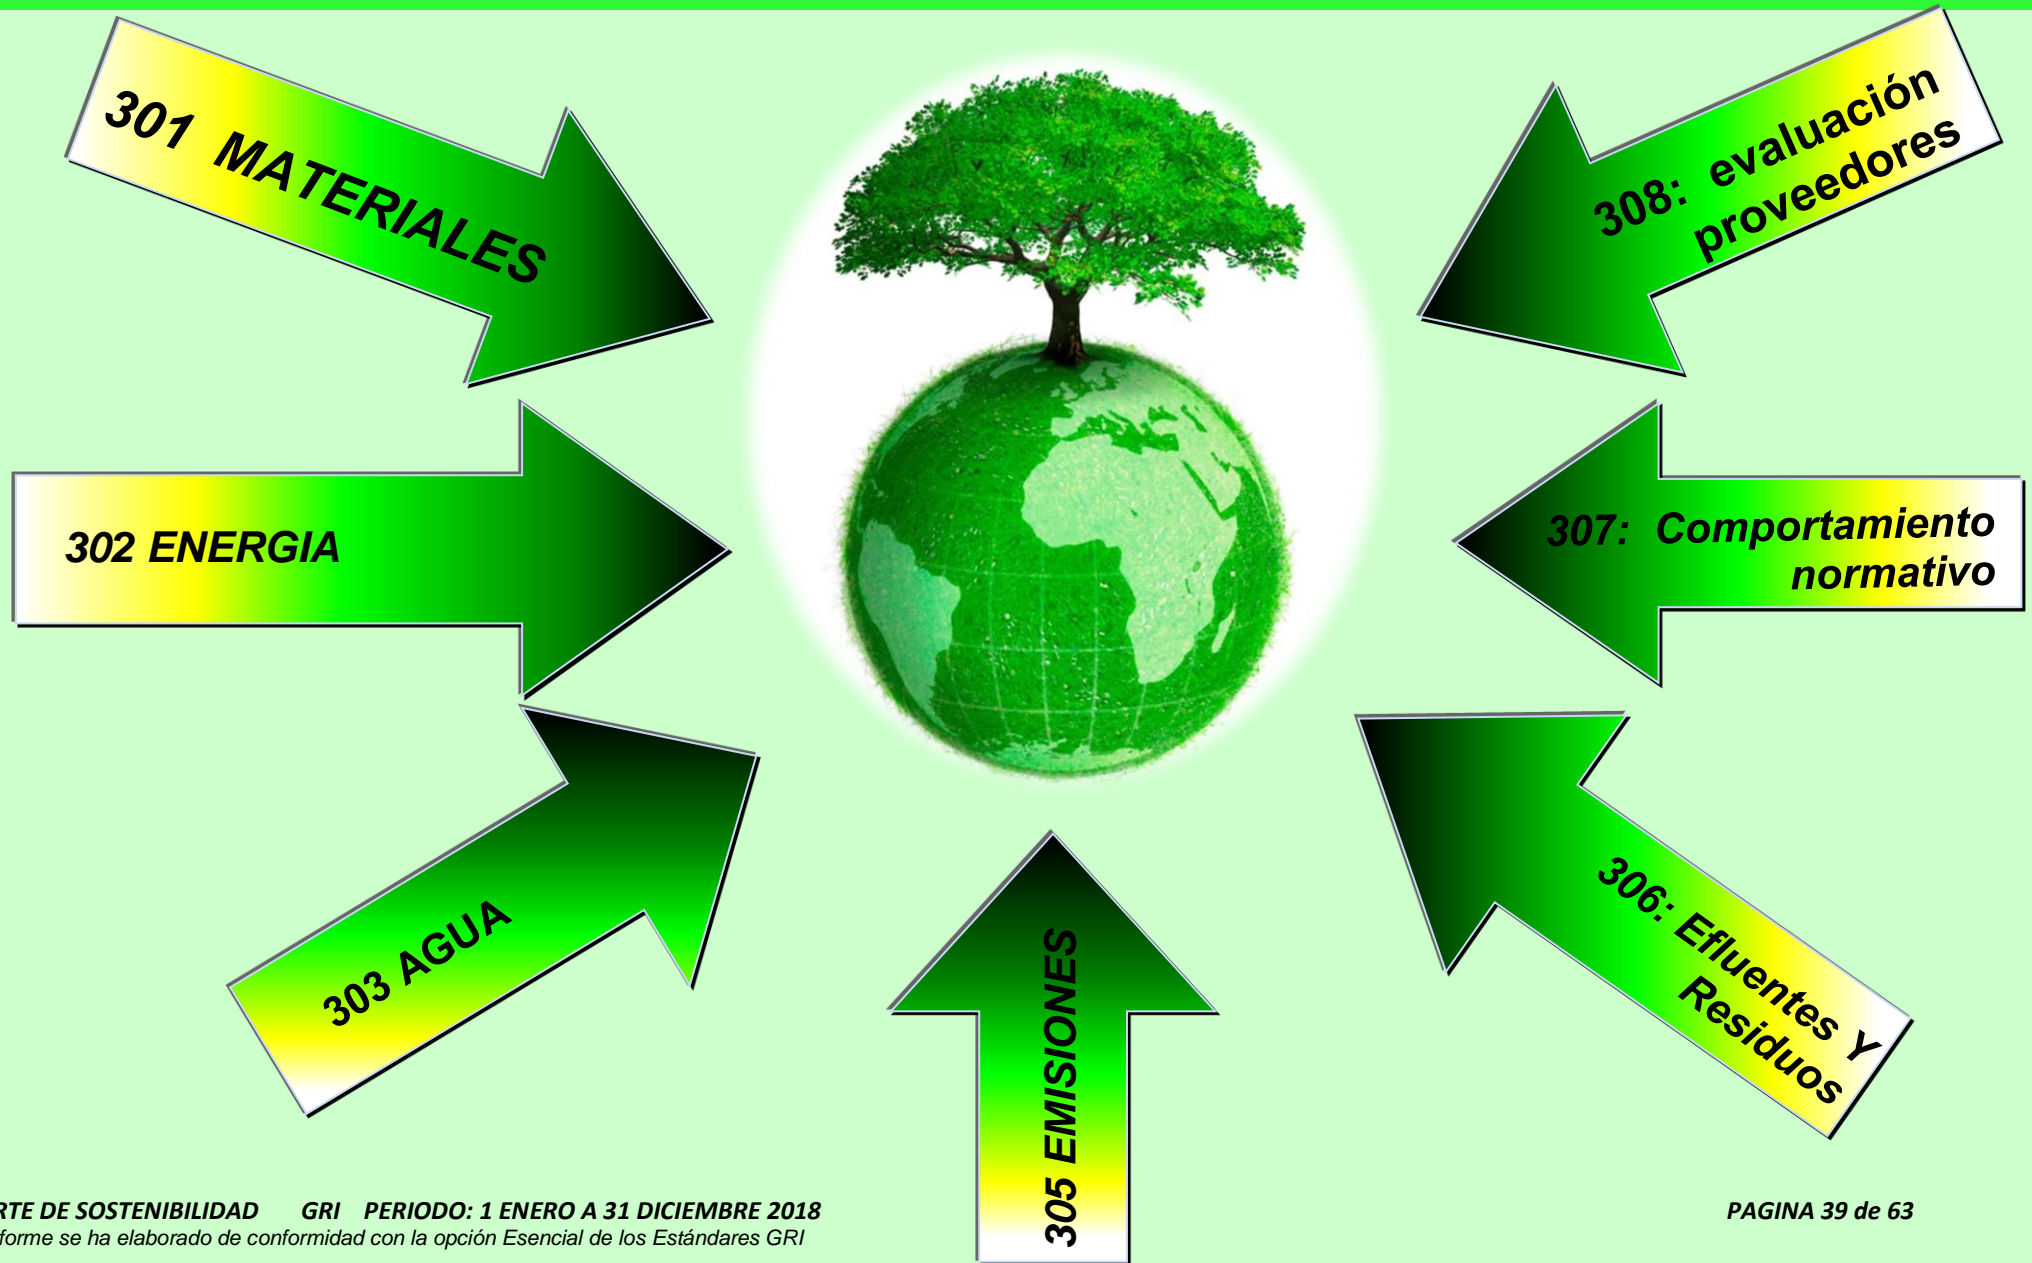 301 MATERIALES
302 ENERGIA
303 AGUA
305 EMISIONES
306: Efluentes Y
Residuos
307: Comportamiento
normativo
308: evaluación
proveedores
RTE DE SOSTENIBILIDAD GRI PERIODO: 1 ENERO A 31 DICIEMBRE 2018
forme se ha elaborado de conformidad con la opción Esencial de los Estándares GRI
PAGINA 39 de 63